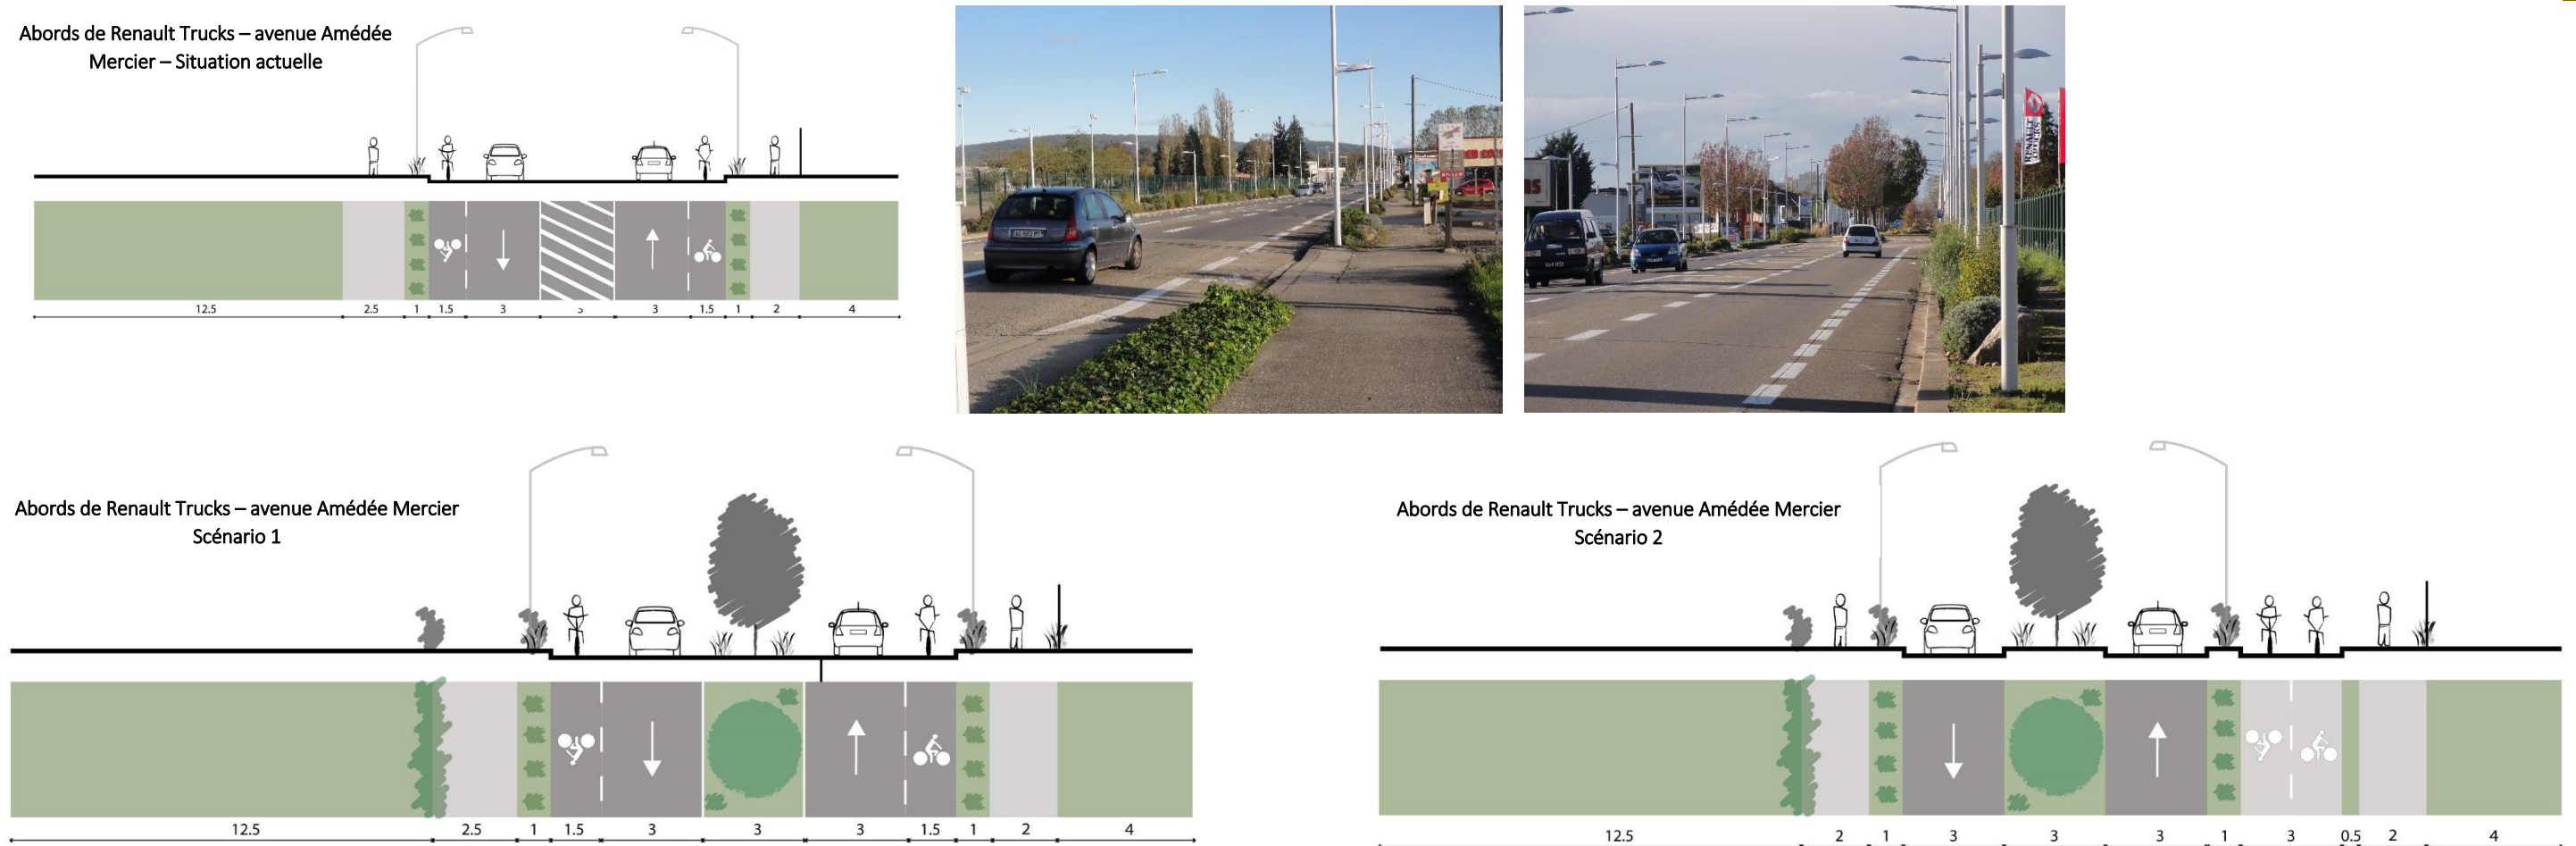 Abords de Renault Trucks – avenue Amédée
Mercier – Situation actuelle
12.5 2.5 1 1.5 3 3 1.5 1 2 4
RENAULT
TRUCKS
Abords de Renault Trucks – avenue Amédée Mercier
Scénario 1
12.5 2.5 1 1.5 3 3 3 1.5 1 2 4
Abords de Renault Trucks – avenue Amédée Mercier
Scénario 2
12.5 2 1 3 3 3 1 3 0.5 2 4